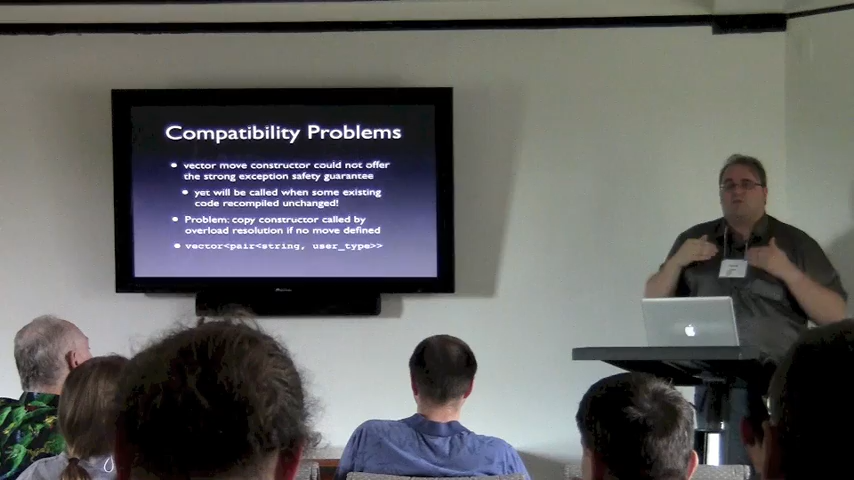 Compatibility Problems
vector move constructor could not offer
the strong exception safety guarantee
yet will be called when some existing
code recompiled unchanged!
Problem: copy constructor called by
overload resolution if no move defined
vector<pair<string, user_type>>